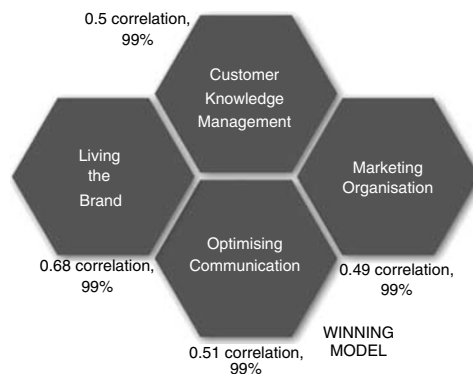 0.5 correlation,
99%
Customer
Knowledge
Management
Living
the
Brand
Marketing
Organisation
Optimising
Communication
0.68 correlation,
99%
0.49 correlation,
99%
0.51 correlation,
99%
WINNING
MODEL